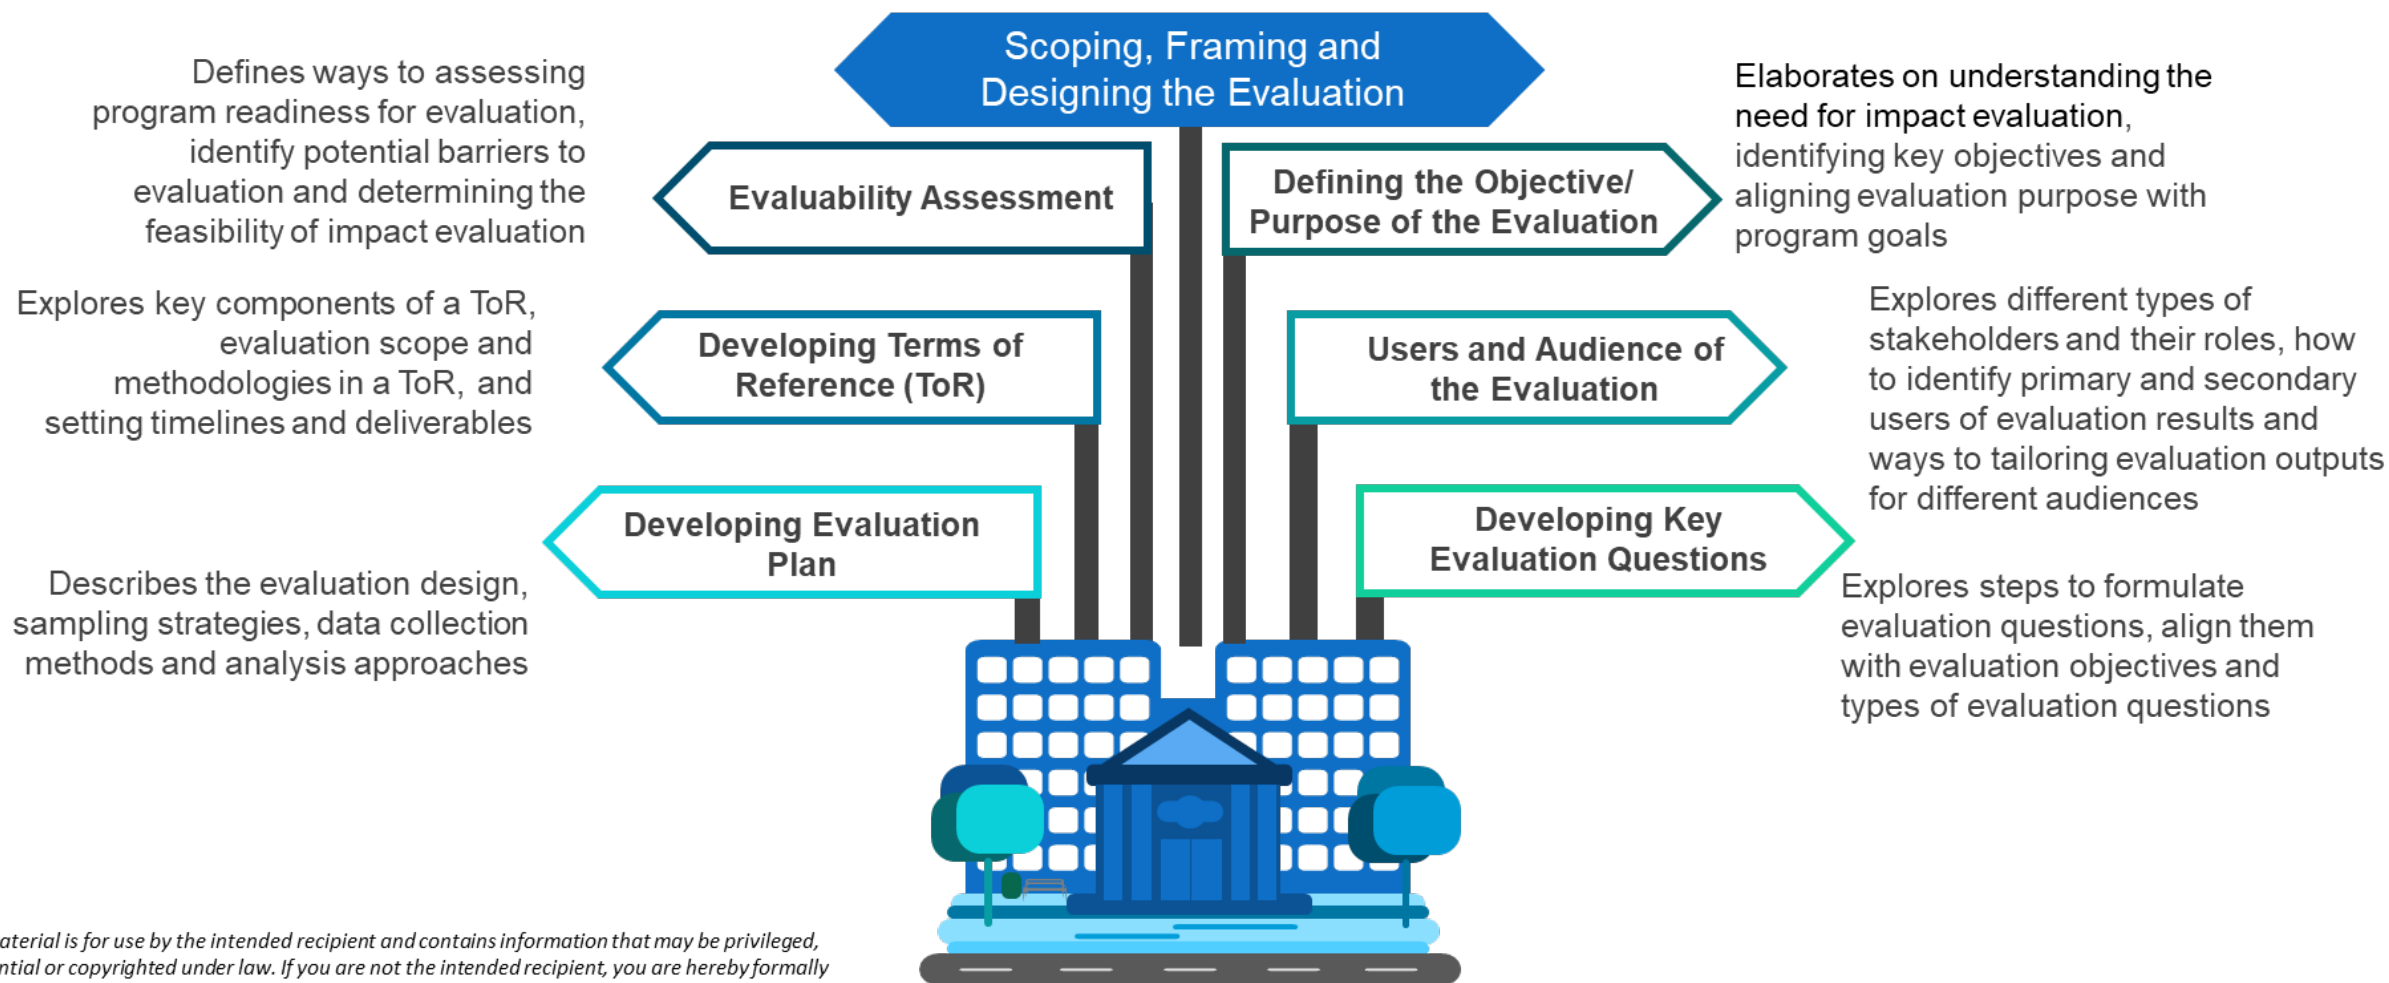 Scoping, Framing and
Designing the Evaluation
Defines ways to assessing
program readiness for evaluation,
identify potential barriers to
evaluation and determining the
feasibility of impact evaluation
Evaluability Assessment
Defining the Objective/
Purpose of the Evaluation
Elaborates on understanding the
need for impact evaluation,
identifying key objectives and
aligning evaluation purpose with
program goals
Explores key components of a ToR,
evaluation scope and
methodologies in a ToR, and
setting timelines and deliverables
Developing Terms of
Reference (ToR)
Users and Audience of
the Evaluation
Explores different types of
stakeholders and their roles, how
to identify primary and secondary
users of evaluation results and
ways to tailoring evaluation outputs
for different audiences
Describes the evaluation design,
sampling strategies, data collection
methods and analysis approaches
Developing Evaluation
Plan
Developing Key
Evaluation Questions
Explores steps to formulate
evaluation questions, align them
with evaluation objectives and
types of evaluation questions
aterial is for use by the intended recipient and contains information that may be privileged,
ntial or copyrighted under law. If you are not the intended recipient, you are hereby formally